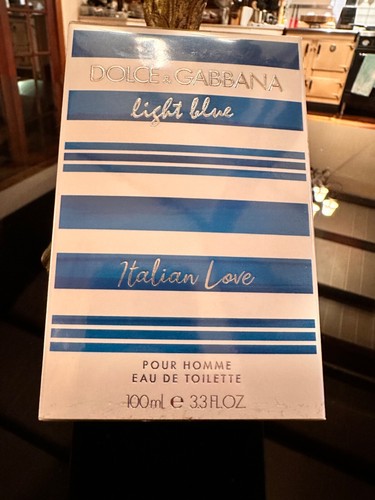 DOLCE & GABBANA
light blue
Italian Love
POUR HOMME
EAU DE TOILETTE
100mL ℮ 3.3 FL.OZ.